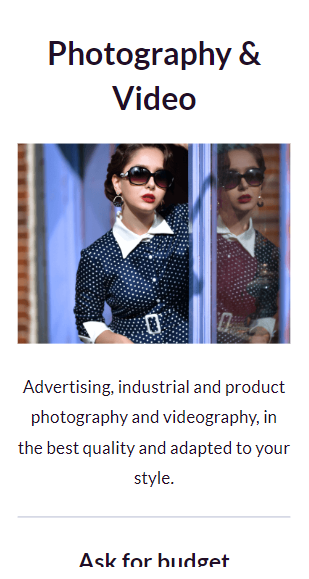 Photography &
Video
Advertising, industrial and product
photography and videography, in
the best quality and adapted to your
style.
Ask for budget